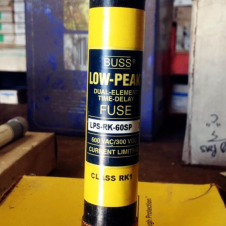 BUSS®
LOW-PEAK
DUAL-ELEMENT
TIME-DELAY
FUSE
LPS-RK-60SP
600 VAC/300 VDC
CURRENT LIMITING
CLASS RK1
Protection